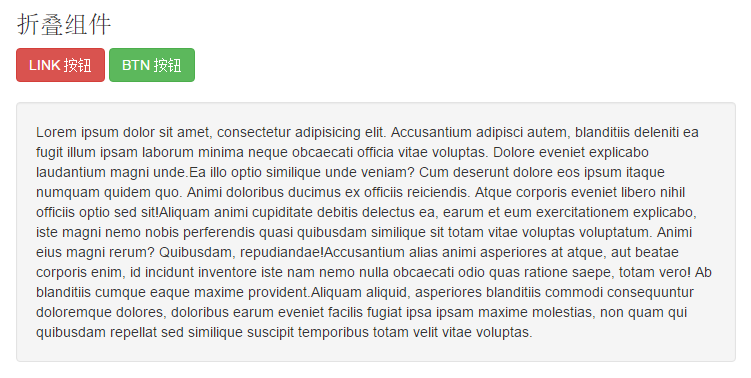 折叠组件
LINK 按钮 BTN 按钮
Lorem ipsum dolor sit amet, consectetur adipisicing elit. Accusantium adipisci autem, blanditiis deleniti ea
fugit illum ipsam laborum minima neque obcaecati officia vitae voluptas. Dolore eveniet explicabo
laudantium magni unde.Ea illo optio similique unde veniam? Cum deserunt dolore eos ipsum itaque
numquam quidem quo. Animi doloribus ducimus ex officiis reiciendis. Atque corporis eveniet libero nihil
officiis optio sed sit!Aliquam animi cupiditate debitis delectus ea, earum et eum exercitationem explicabo,
iste magni nemo nobis perferendis quasi quibusdam similique sit totam vitae voluptas voluptatum. Animi
eius magni rerum? Quibusdam, repudiandae!Accusantium alias animi asperiores at atque, aut beatae
corporis enim, id incidunt inventore iste nam nemo nulla obcaecati odio quas ratione saepe, totam vero! Ab
blanditiis cumque eaque maxime provident.Aliquam aliquid, asperiores blanditiis commodi consequuntur
doloremque dolores, doloribus earum eveniet facilis fugiat ipsa ipsam maxime molestias, non quam qui
quibusdam repellat sed similique suscipit temporibus totam velit vitae voluptas.